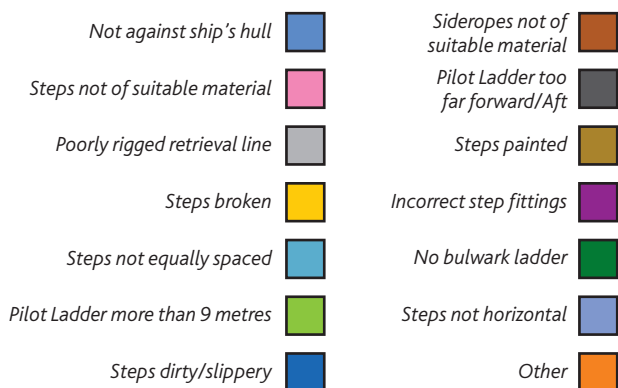 Not against ship's hull
Steps not of suitable material
Poorly rigged retrieval line
Steps broken
Steps not equally spaced
Pilot Ladder more than 9 metres
Steps dirty/slippery
Sideropes not of
suitable material
Pilot Ladder too
far forward/Aft
Steps painted
Incorrect step fittings
No bulwark ladder
Steps not horizontal
Other